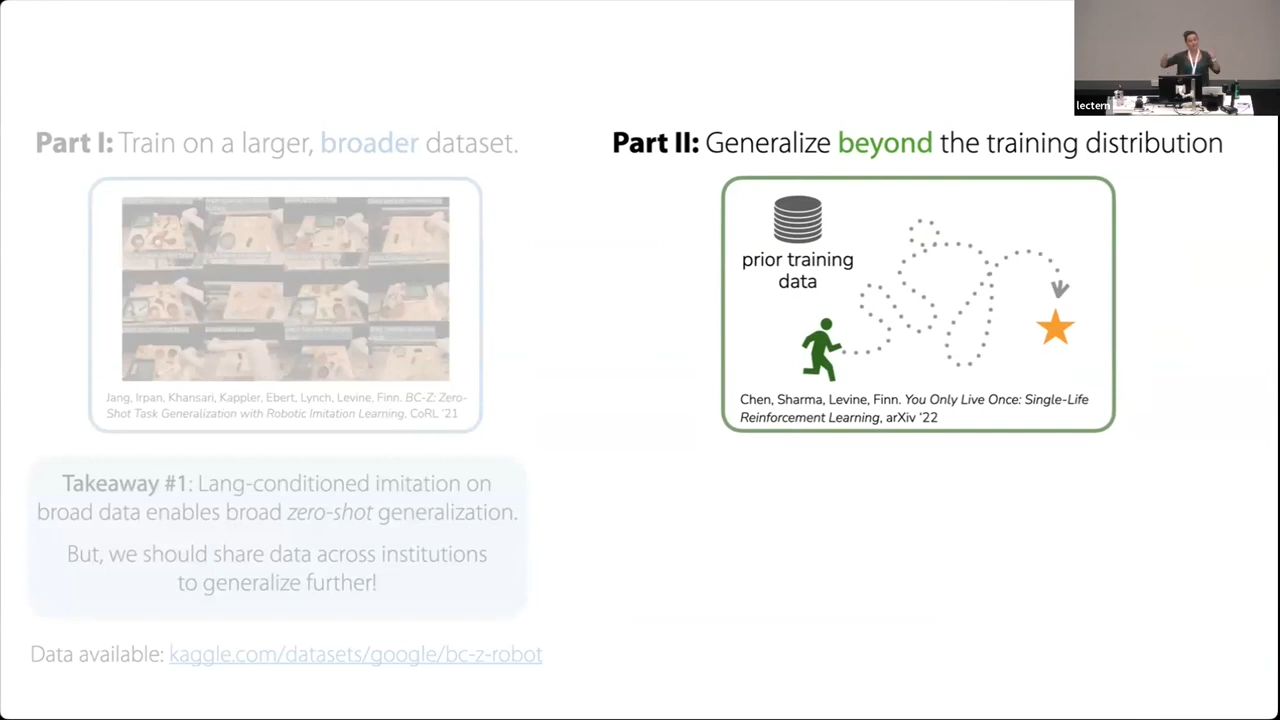 lectern
Part I: Train on a larger, broader dataset.
Jang, Irpan, Khansari, Kappler, Ebert, Lynch, Levine, Finn. BC-Z: Zero-
Shot Task Generalization with Robotic Imitation Learning, CoRL '21
Takeaway #1: Lang-conditioned imitation on
broad data enables broad zero-shot generalization.
But, we should share data across institutions
to generalize further!
Data available: kaggle.com/datasets/google/bc-z-robot
Part II: Generalize beyond the training distribution
prior training
data
Chen, Sharma, Levine, Finn. You Only Live Once: Single-Life
Reinforcement Learning, arXiv '22